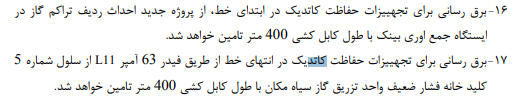 ۱۶-برق رسانی برای تجهییزات حفاظت کاتدیک در ابتدای خط، از پروژه جدید احداث ردیف تراکم گاز در
ایستگاه جمع اوری بینک با طول کابل کشی 400 متر تامین خواهد شد.
۱۷-برق رسانی برای تجهییزات حفاظت کاتدیک در انتهای خط از طریق فیدر 63 آمپر L11 از سلول شماره 5
کلید خانه فشار ضعیف واحد تزریق گاز سیاه مکان با طول کابل کشی 400 متر تامین خواهد شد.